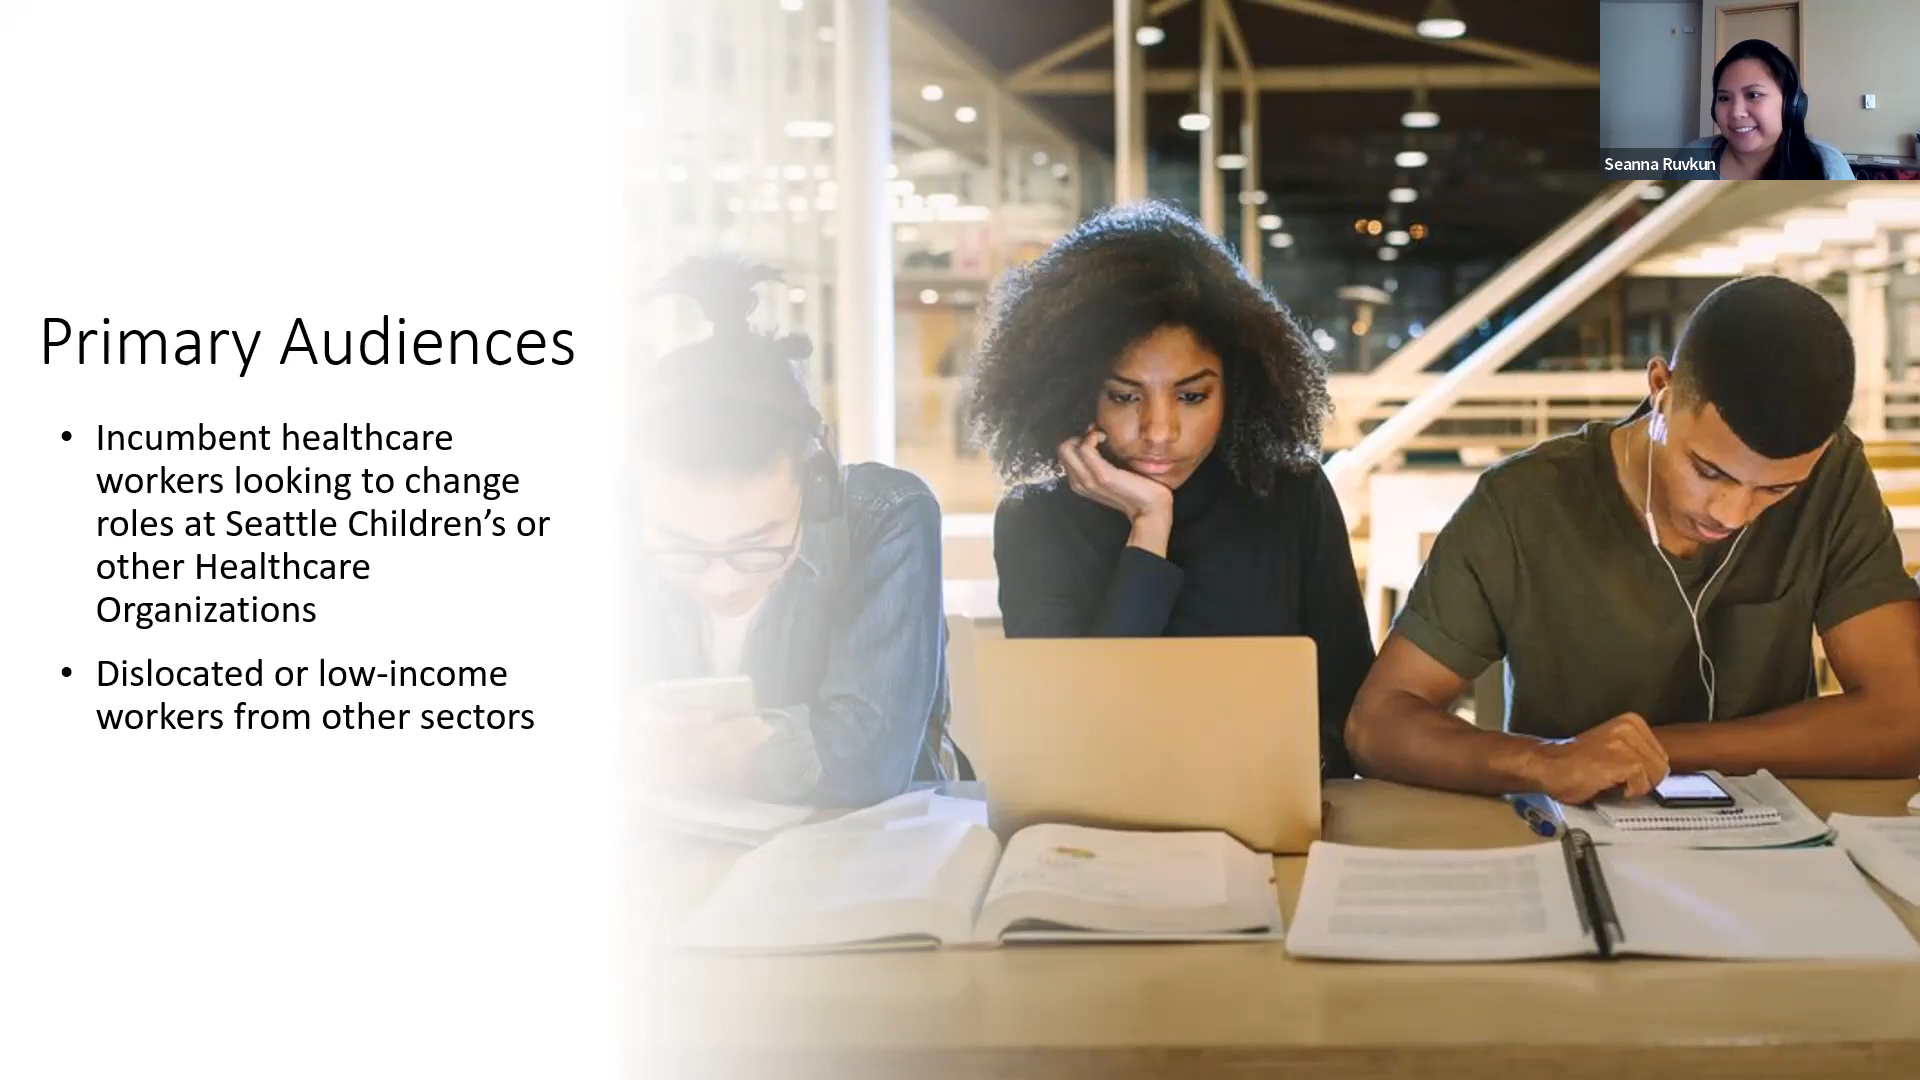 Primary Audiences
• Incumbent healthcare
workers looking to change
roles at Seattle Children’s or
other Healthcare
Organizations
• Dislocated or low-income
workers from other sectors
Seanna Ruvkun